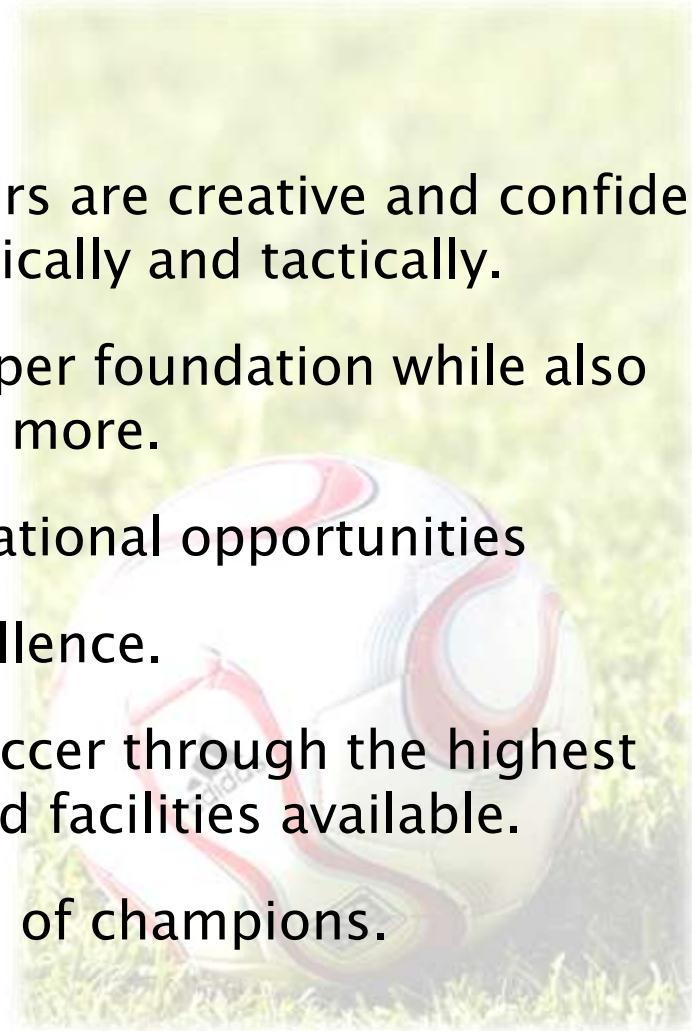 rs are creative and confide
ically and tactically.
per foundation while also
more.
ational opportunities
llence.
ccer through the highest
d facilities available.
of champions.
adidas